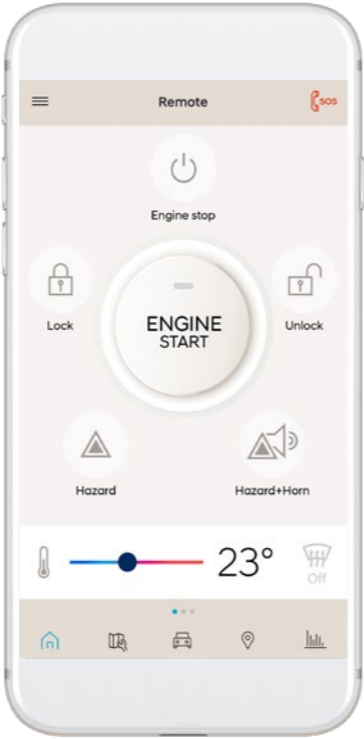 Remote
SOS
Engine stop
Lock
ENGINE
START
Unlock
Hazard
Hazard+Horn
23°
Off